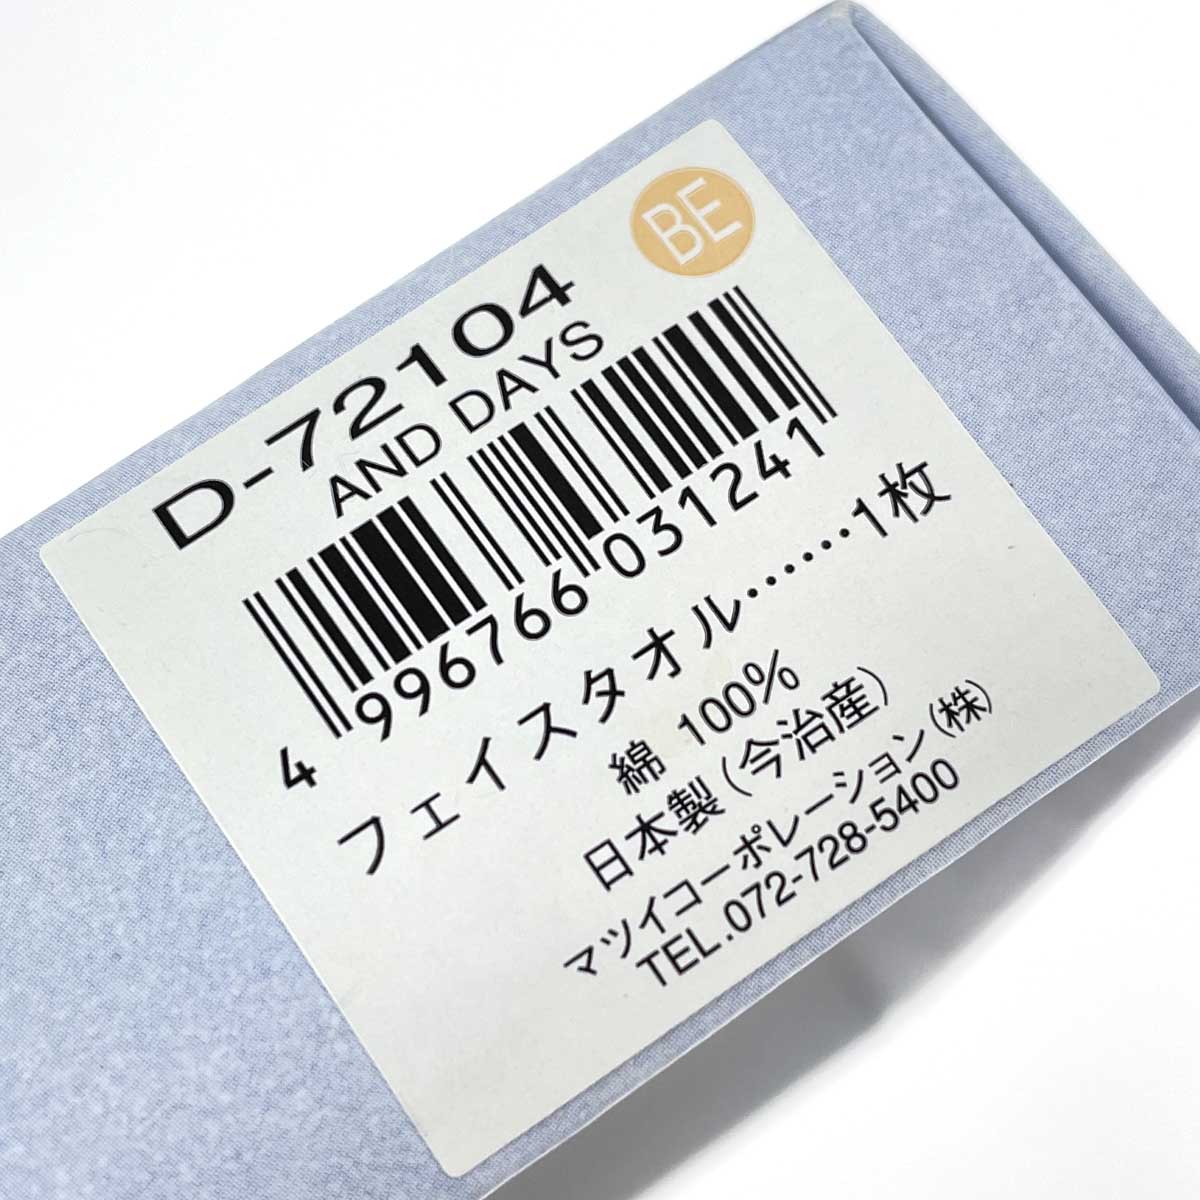 BE
D-72104
AND DAYS
4 996766 031241
フェイスタオル……1枚
綿 100%
日本製(今治産)
マツイコーポレーション(株)
TEL.072-728-5400